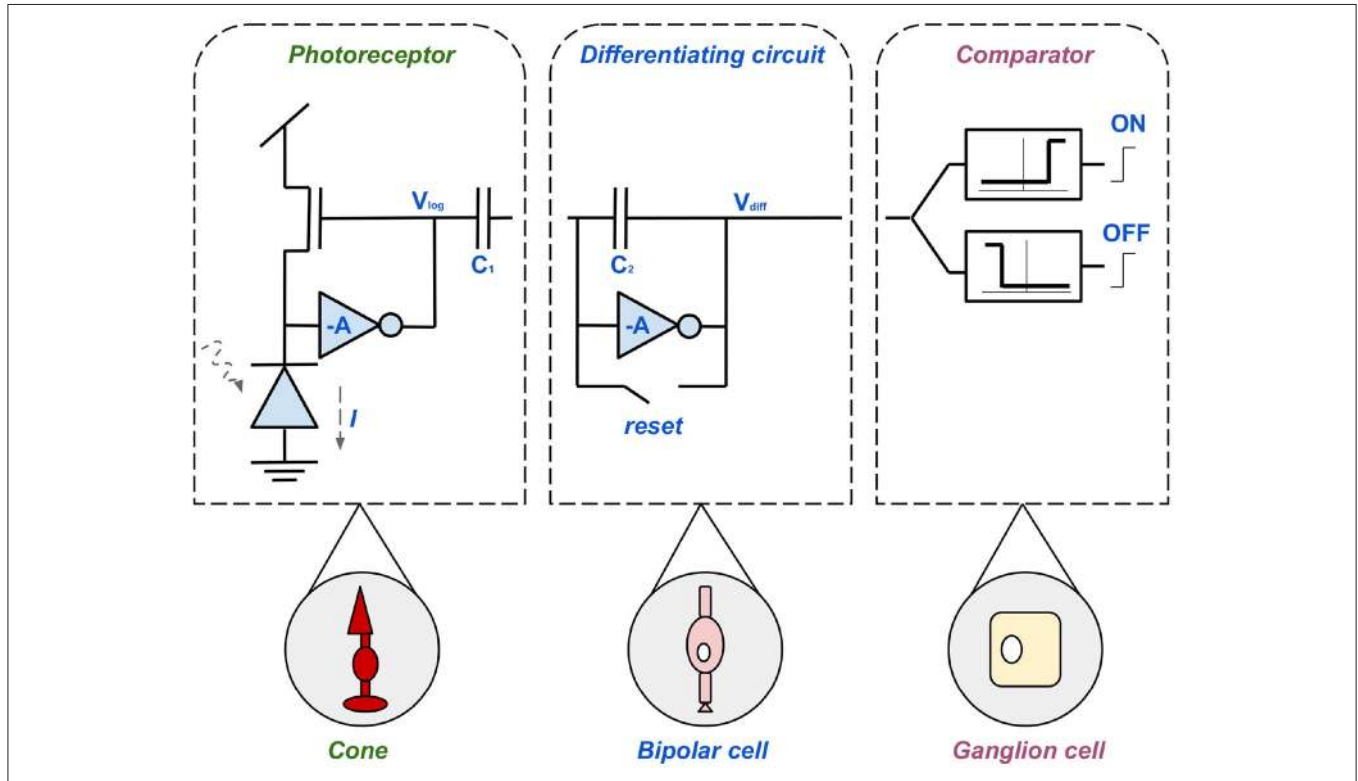 Photoreceptor
Differentiating circuit
Comparator
ON
Vlog
C1
Vdiff
C2
OFF
-A
-A
I
reset
Cone
Bipolar cell
Ganglion cell